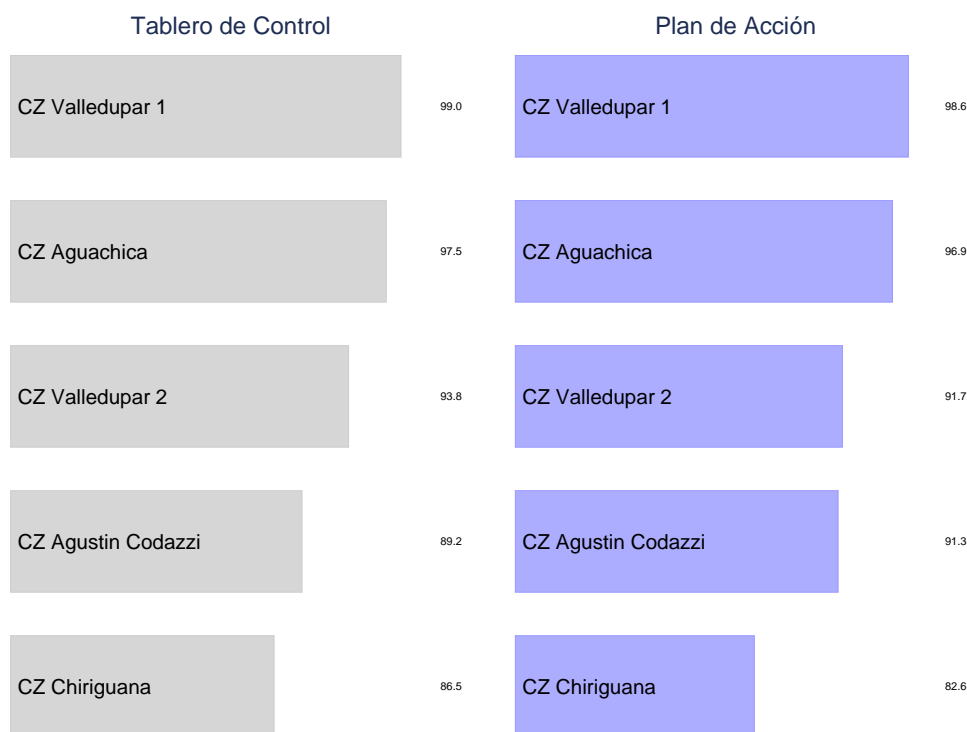 Tablero de Control
CZ Valledupar 1 99.0
CZ Aguachica 97.5
CZ Valledupar 2 93.8
CZ Agustin Codazzi 89.2
CZ Chiriguana 86.5
Plan de Acción
CZ Valledupar 1 98.6
CZ Aguachica 96.9
CZ Valledupar 2 91.7
CZ Agustin Codazzi 91.3
CZ Chiriguana 82.6